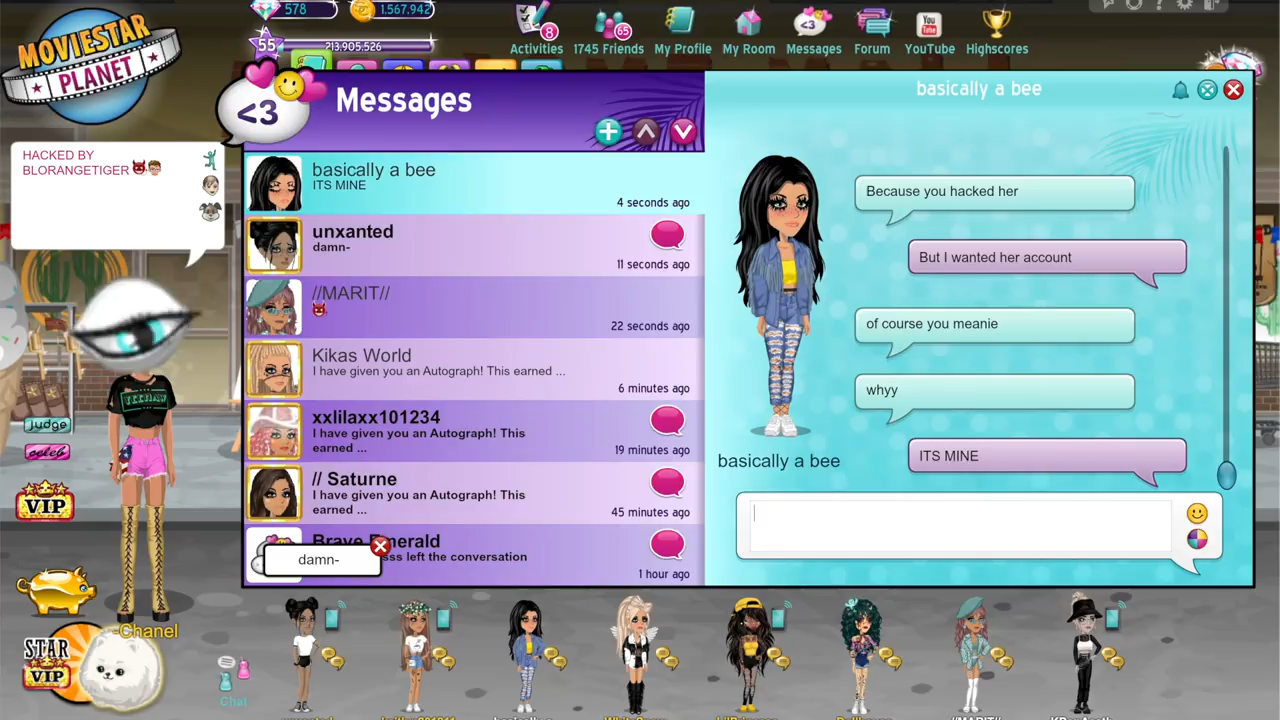 MOVIESTAR
PLANET
578
1,567,942
55
213.905.526
8
65
Activities
1745 Friends
My Profile
My Room
<3
Messages
Forum
You
Tube
YouTube
Highscores
HACKED BY
BLORANGETIGER
YEEHAW
judge
celeb
VIP
STAR
VIP
-Chanel
Chat
<3
Messages
basically a bee
ITS MINE
4 seconds ago
unxanted
damn-
11 seconds ago
//MARIT//
22 seconds ago
Kikas World
I have given you an Autograph! This earned ...
6 minutes ago
xxlilaxx101234
I have given you an Autograph! This
earned ...
19 minutes ago
// Saturne
I have given you an Autograph! This
earned ...
45 minutes ago
left the conversation
1 hour ago
damn-
basically a bee
Because you hacked her
But I wanted her account
of course you meanie
whyy
ITS MINE
basically a bee
//MARIT//